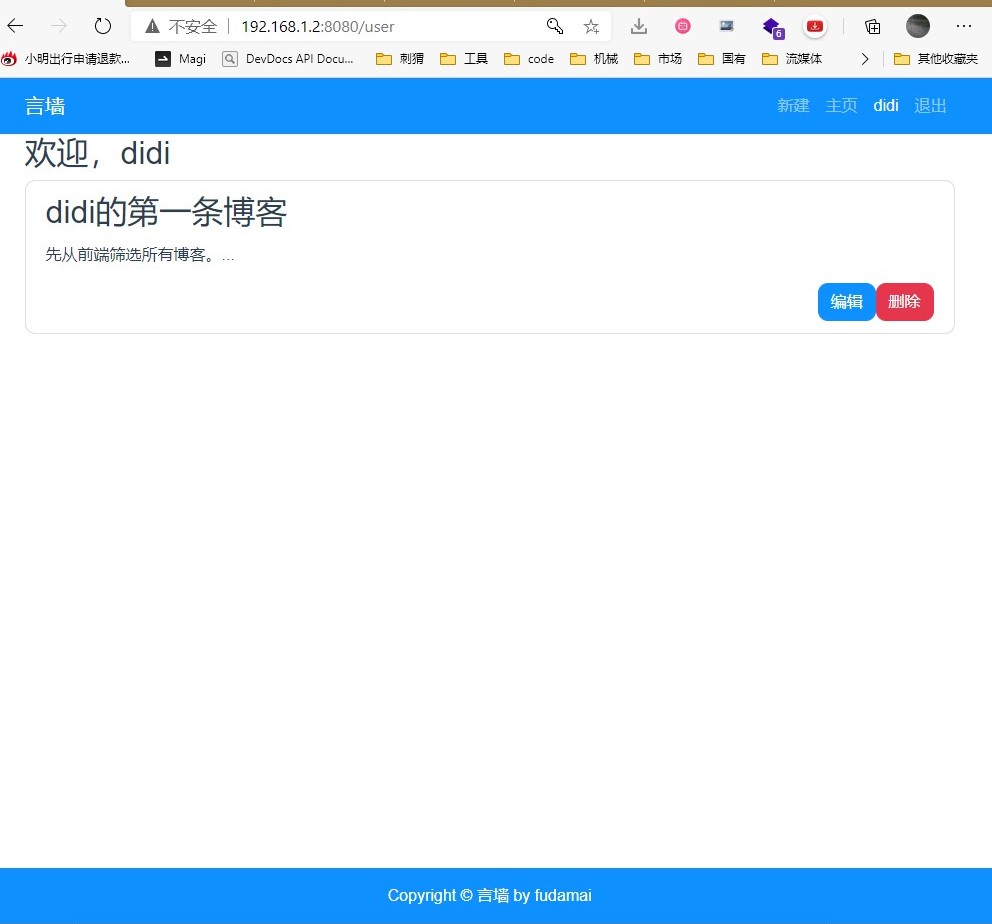 不安全 192.168.1.2:8080/user
6
小明出行申请退款... Magi DevDocs API Docu... 刺猬 工具 code 机械 市场 国有 流媒体 其他收藏夹
言墙 新建 主页 didi 退出
欢迎，didi
didi的第一条博客
先从前端筛选所有博客。...
编辑 删除
Copyright © 言墙 by fudamai